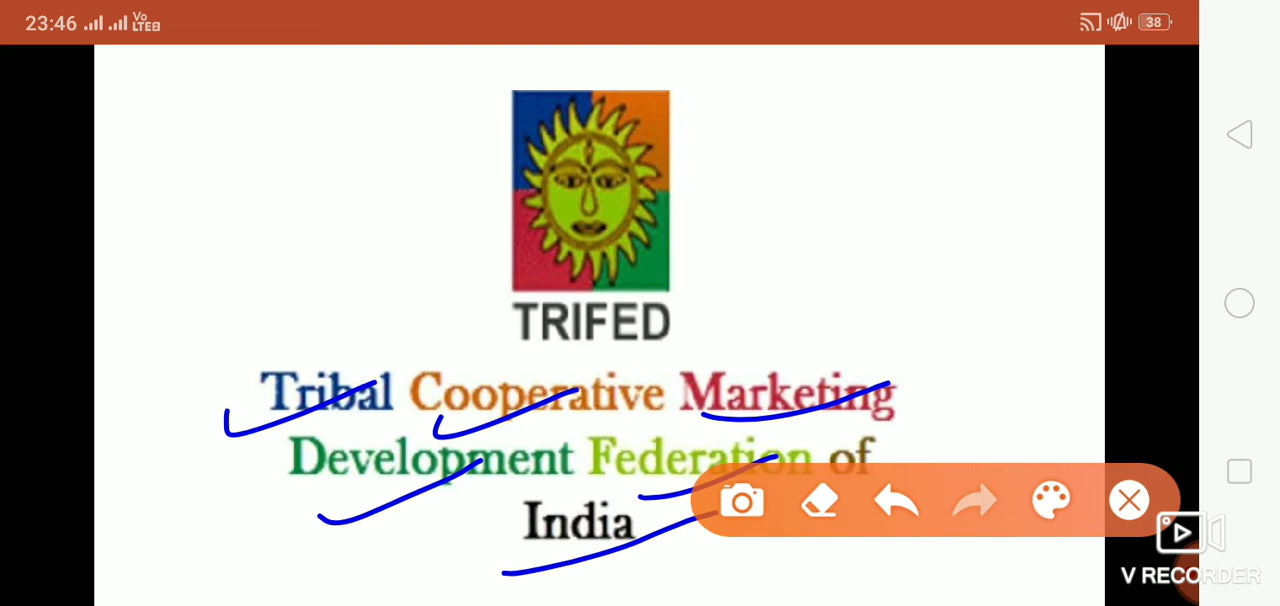 23:46 Vo LTE2 38
TRIFED
Tribal Cooperative Marketing
Development Federation of
India
V RECORDER